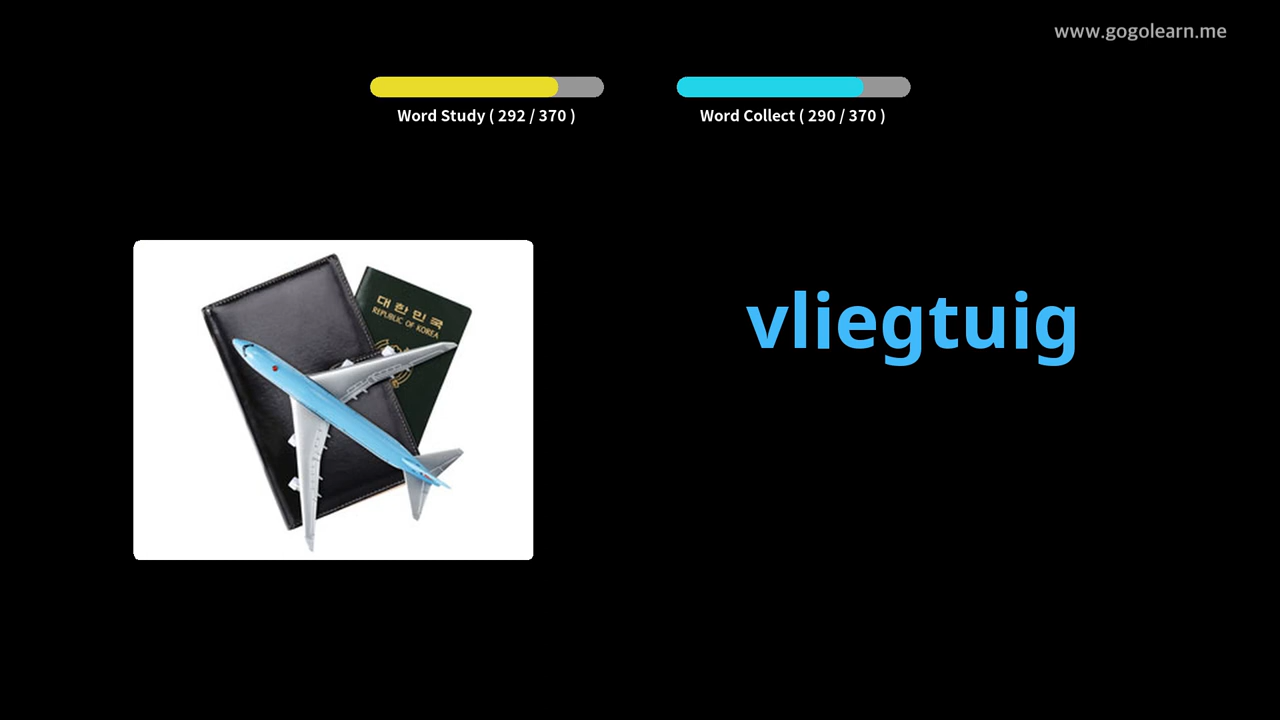 www.gogolearn.me
Word Study ( 292 / 370 )
Word Collect ( 290 / 370 )
대한민국
REPUBLIC OF KOREA
vliegtuig